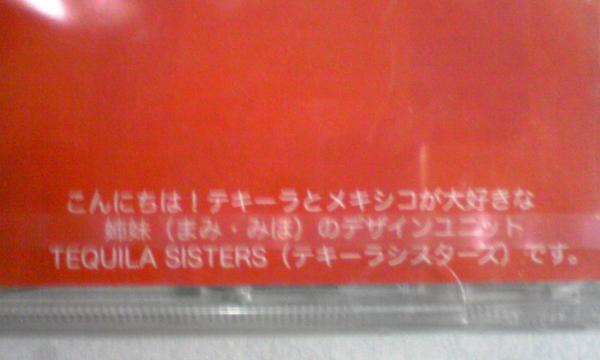 こんにちは！テキーラとメキシコが大好きな
姉妹（まみ・みほ）のデザインユニット
TEQUILA SISTERS（テキーラシスターズ）です。